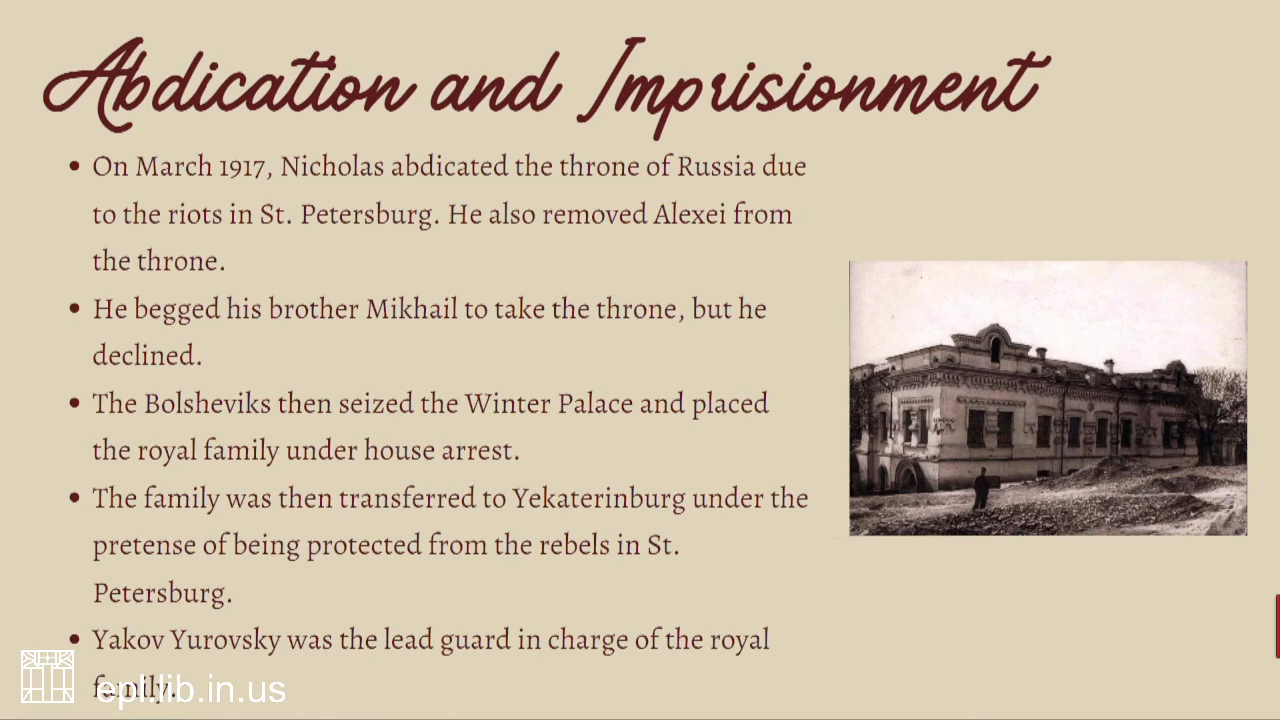 Abdication and Imprisionment
• On March 1917, Nicholas abdicated the throne of Russia due
to the riots in St. Petersburg. He also removed Alexei from
the throne.
• He begged his brother Mikhail to take the throne, but he
declined.
• The Bolsheviks then seized the Winter Palace and placed
the royal family under house arrest.
• The family was then transferred to Yekaterinburg under the
pretense of being protected from the rebels in St.
Petersburg.
• Yakov Yurovsky was the lead guard in charge of the royal
family.
epl.lib.in.us